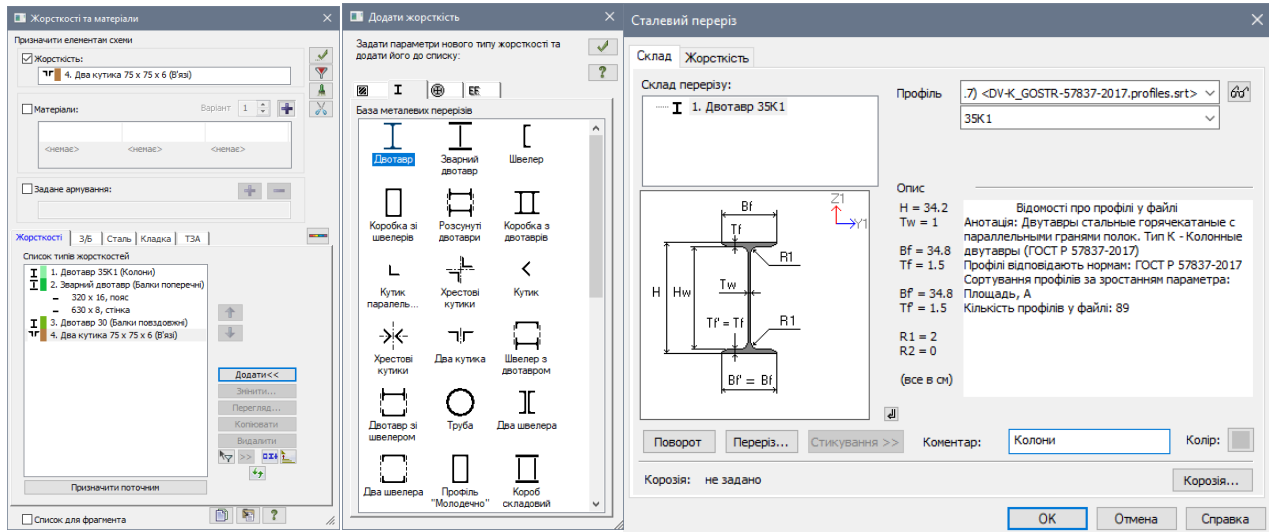 Жорсткості та матеріали
Призначити елементам схеми
Жорсткість:
4. Два кутика 75 x 75 x 6 (В'язі)
Матеріали:
Варіант 1
<немає> <немає> <немає>
Задане армування:
Жорсткості З/Б Сталь Кладка ТЗА
Список типів жорсткостей
1. Двотавр 35К1 (Колони)
2. Зварний двотавр (Балки поперечні)
320 x 16, пояс
630 x 8, стінка
3. Двотавр 30 (Балки повздовжні)
4. Два кутика 75 x 75 x 6 (В'язі)
Додати<<
Змінити...
Перегляд...
Копіювати
Видалити
>>
Призначити поточним
Список для фрагмента
Додати жорсткість
Задати параметри нового типу жорсткості та
додати його до списку:
База металевих перерізів
Двотавр
Зварний двотавр
Швелер
Коробка зі швелерів
Розсунуті двотаври
Коробка з двотаврів
Кутик паралель...
Хрестові кутики
Кутик
Хрестові кутики
Два кутика
Швелер з двотавром
Двотавр зі швелером
Труба
Два швелера
Два швелера
Профіль "Молодечно"
Короб складовий
Сталевий переріз
Склад Жорсткість
Склад перерізу:
1. Двотавр 35К1
Профіль .7) <DV-K_GOSTR-57837-2017.profiles.srt>
35К1
Z1
Y1
Bf
Tf
R1
H Hw Tw
Tf' = Tf R1
Bf' = Bf
Опис
H = 34.2
Tw = 1
Bf = 34.8
Tf = 1.5
Bf' = 34.8
Tf' = 1.5
R1 = 2
R2 = 0
(все в см)
Відомості про профілі у файлі
Анотація: Двутавры стальные горячекатаные с
параллельными гранями полок. Тип К - Колонные
двутавры (ГОСТ Р 57837-2017)
Профілі відповідають нормам: ГОСТ Р 57837-2017
Сортування профілів за зростанням параметра:
Площадь, А
Кількість профілів у файлі: 89
Поворот Переріз... Стикування >> Коментар: Колони Колір:
Корозія: не задано Корозія...
OK Отмена Справка